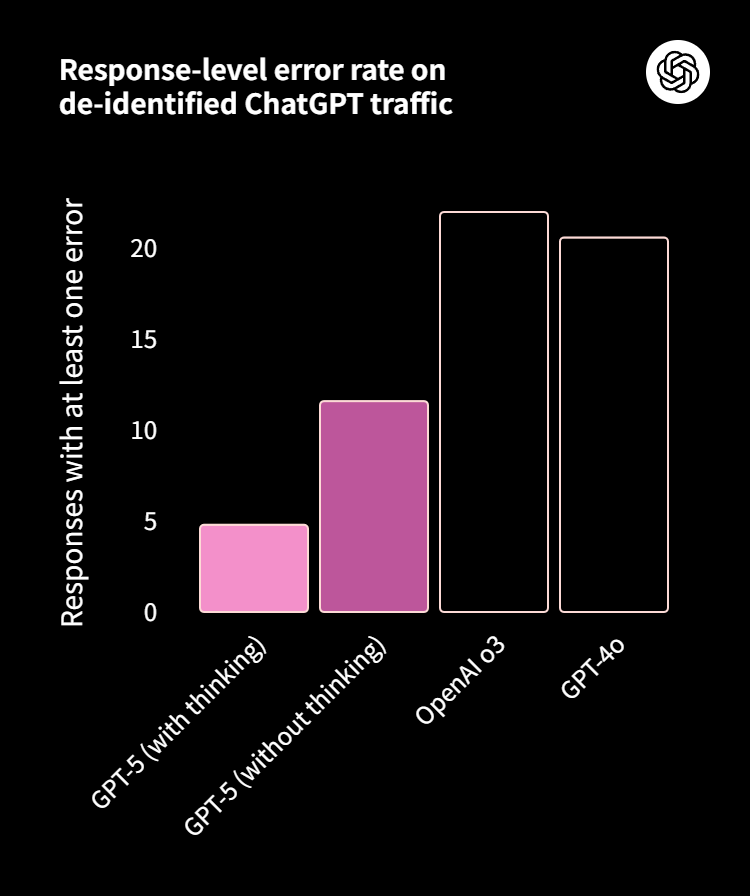 Response-level error rate on
de-identified ChatGPT traffic
Responses with at least one error
20
15
10
5
0
GPT-5 (with thinking)
GPT-5 (without thinking)
OpenAI o3
GPT-4o